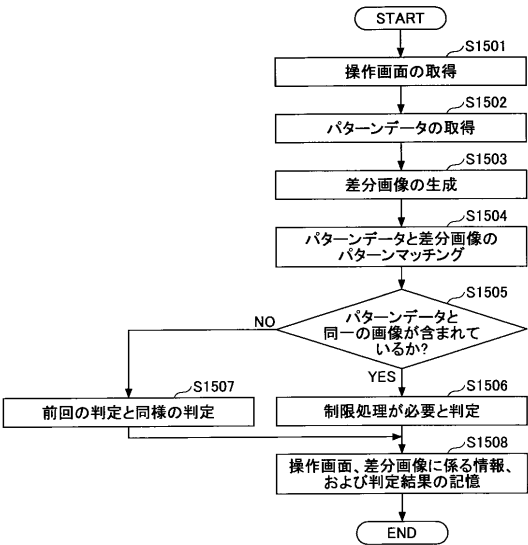 START
S1501
操作画面の取得
S1502
パターンデータの取得
S1503
差分画像の生成
S1504
パターンデータと差分画像の
パターンマッチング
S1505
パターンデータと
同一の画像が含まれて
いるか?
NO
YES
S1507
前回の判定と同様の判定
S1506
制限処理が必要と判定
S1508
操作画面、差分画像に係る情報、
および判定結果の記憶
END